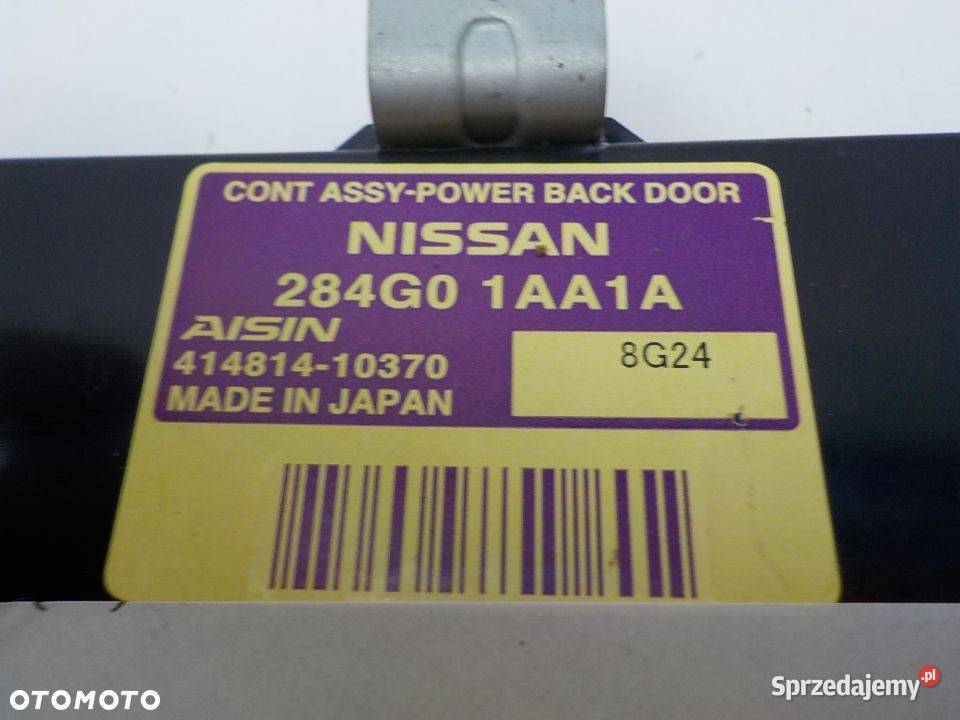 CONT ASSY-POWER BACK DOOR
NISSAN
284G0 1AA1A
AISIN
414814-10370
8G24
MADE IN JAPAN
OTOMOTO
Sprzedajemy.pl